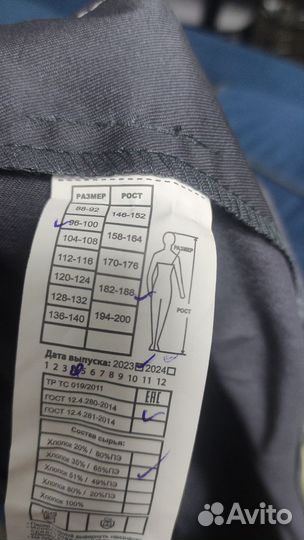 РАЗМЕР РОСТ
88-92 146-152
96-100
104-108 158-164
112-116 170-176
120-124
128-132 182-188
136-140 194-200
РАЗМЕР
РОСТ
Дата выпуска: 2023 2024
1 2 3 5 6 7 8 9 10 11 12
ТР ТС 019/2011 ЕАС
ГОСТ 12.4.280-2014
ГОСТ 12.4.281-2014
Состав сырья:
Хлопок 20% / 80%ПЭ
Хлопок 35% / 65%ПЭ
Хлопок 51% / 49%ПЭ
Хлопок 80% / 20%ПЭ
Хлопок 100%
Avito